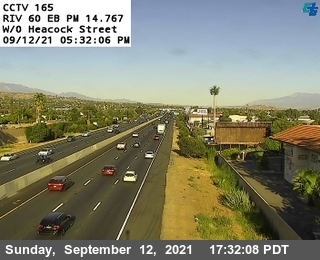 CCTV 165
RIV 60 EB PM 14.767
W/O Heacock Street
09/12/21 05:32:06 PM
Sunday, September 12, 2021 17:32:08 PDT